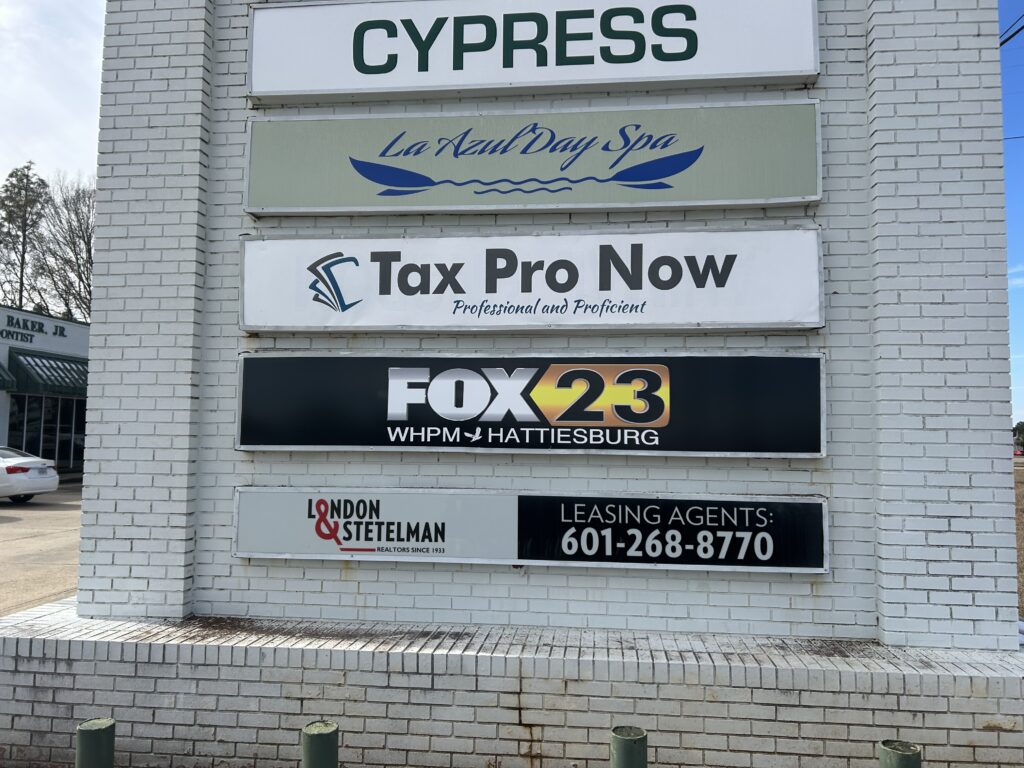 CYPRESS
La Azul Day Spa
Tax Pro Now
Professional and Proficient
FOX 23
WHPM HATTIESBURG
LONDON
& STETELMAN
REALTORS SINCE 1933
LEASING AGENTS:
601-268-8770
BAKER, JR.